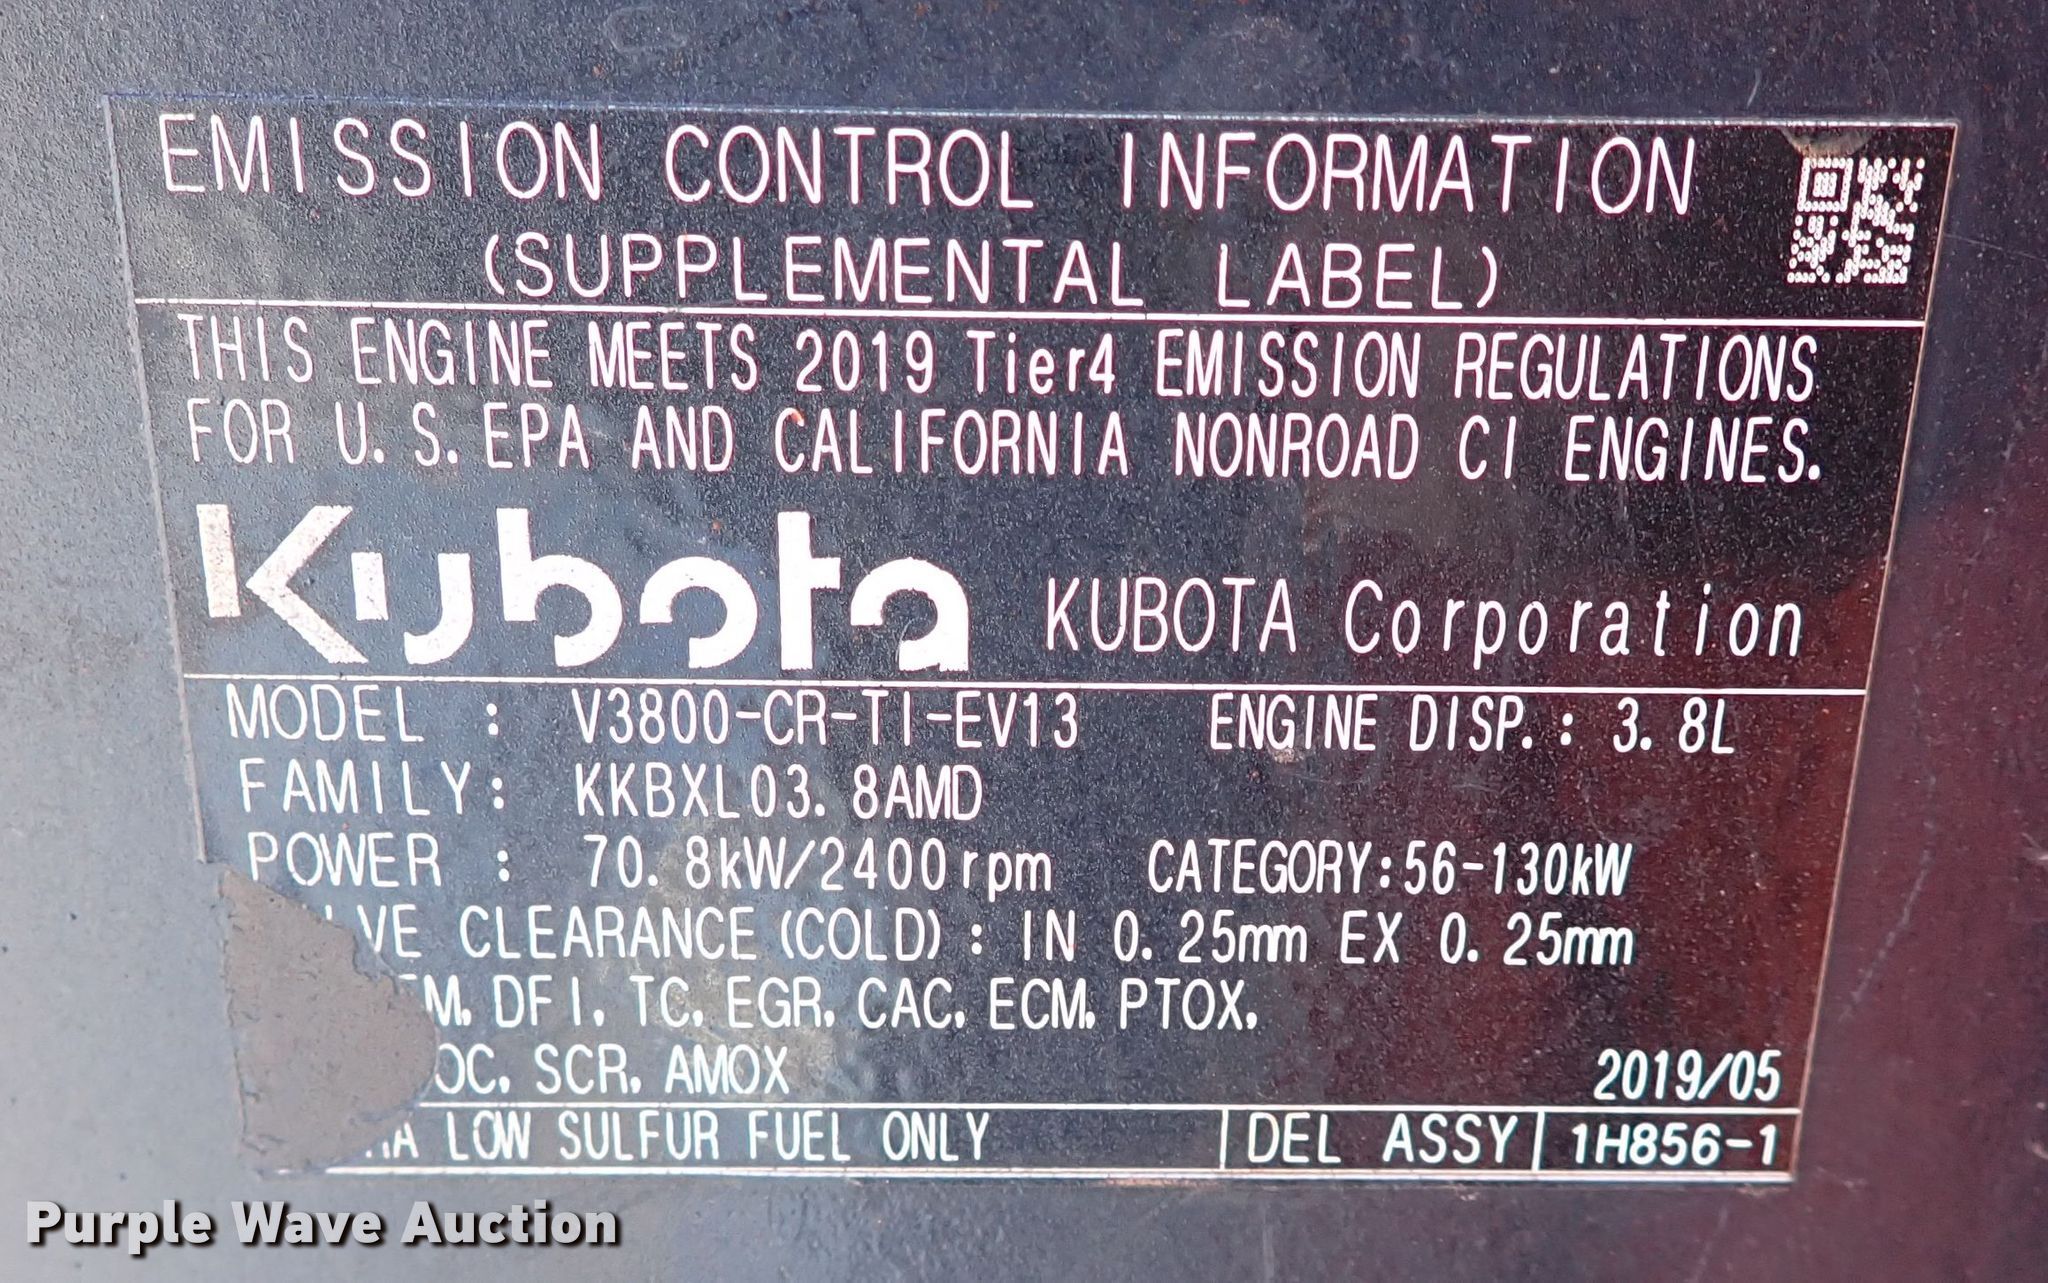 EMISSION CONTROL INFORMATION
(SUPPLEMENTAL LABEL)
THIS ENGINE MEETS 2019 Tier4 EMISSION REGULATIONS
FOR U.S. EPA AND CALIFORNIA NONROAD CI ENGINES.
Kubota KUBOTA Corporation
MODEL : V3800-CR-TI-EV13 ENGINE DISP.: 3.8L
FAMILY: KKBXL03.8AMD
POWER : 70.8kW/2400rpm CATEGORY:56-130kW
CLEARANCE (COLD) : IN 0.25mm EX 0.25mm
DFI, TC, EGR, CAC, ECM, PTOX,
SCR, AMOX 2019/05
LOW SULFUR FUEL ONLY DEL ASSY 1H856-1
Purple Wave Auction